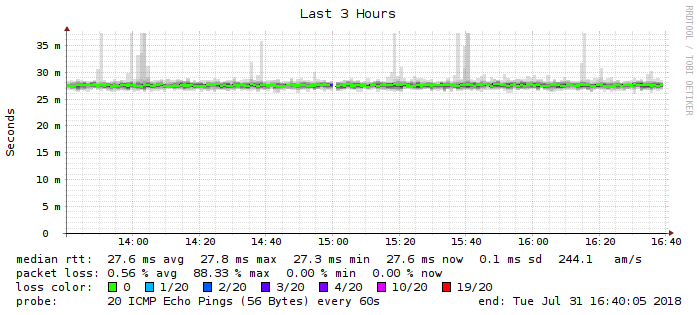 Last 3 Hours
RRDTOOL / TOBI OETIKER
Seconds
35 m
30 m
25 m
20 m
15 m
10 m
5 m
0
14:00 14:20 14:40 15:00 15:20 15:40 16:00 16:20 16:40
median rtt: 27.6 ms avg 27.8 ms max 27.3 ms min 27.6 ms now 0.1 ms sd 244.1 am/s
packet loss: 0.56 % avg 88.33 % max 0.00 % min 0.00 % now
loss color: 0 1/20 2/20 3/20 4/20 10/20 19/20
probe: 20 ICMP Echo Pings (56 Bytes) every 60s end: Tue Jul 31 16:40:05 2018